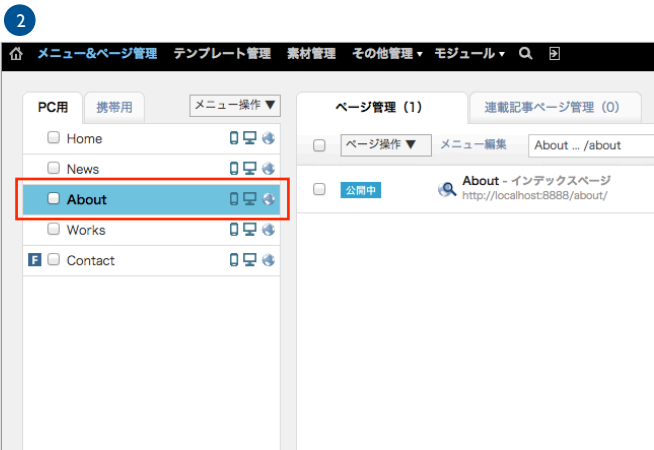 2
メニュー&ページ管理 テンプレート管理 素材管理 その他管理▼ モジュール▼
PC用 携帯用 メニュー操作▼
ページ管理（1） 連載記事ページ管理（0）
Home
ページ操作▼ メニュー編集 About ... /about
News
About
公開中 About - インデックスページ
http://localhost:8888/about/
Works
F Contact